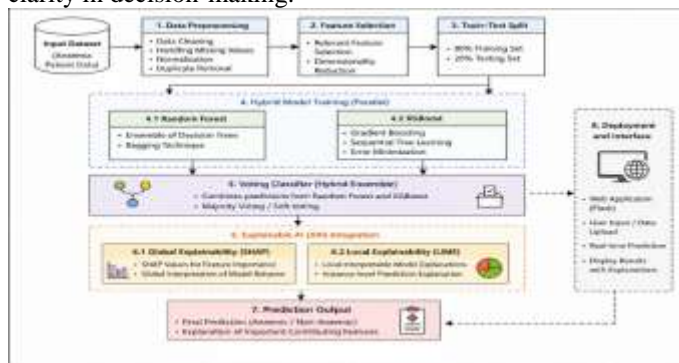 clarity in decision-making.
Input Dataset
(Anemia
Patient Data)
1. Data Preprocessing
• Data Cleaning
• Handling Missing Values
• Normalization
• Duplicate Removal
2. Feature Selection
• Relevant Feature
Selection
• Dimensionality
Reduction
3. Train-Test Split
• 80% Training Set
• 20% Testing Set
4. Hybrid Model Training (Parallel)
4.1 Random Forest
• Ensemble of Decision Trees
• Bagging Technique
4.2 XGBoost
• Gradient Boosting
• Sequential Tree Learning
• Error Minimization
5. Voting Classifier (Hybrid Ensemble)
• Combines predictions from Random Forest and XGBoost
• Majority Voting / Soft Voting
6. Explainable AI (XAI) Integration
6.1 Global Explainability (SHAP)
• SHAP Values for Feature Importance
• Global Interpretation of Model Behavior
6.2 Local Explainability (LIME)
• Local Interpretable Model Explanations
• Instance-level Prediction Explanation
7. Prediction Output
• Final Prediction (Anemic / Non-Anemic)
• Explanation of Important Contributing Features
8. Deployment
and Interface
• Web Application
(Flask)
• User Input / Data
Upload
• Real-time Prediction
• Display Results
with Explanations